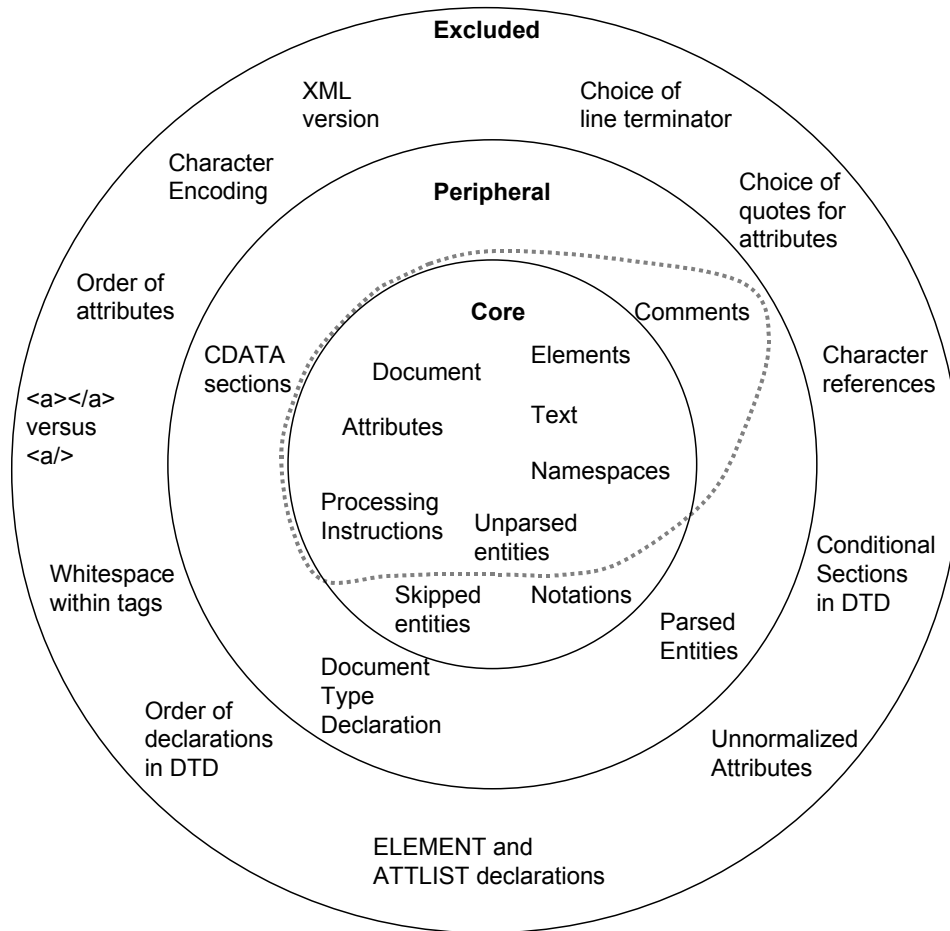 Excluded
XML
version
Choice of
line terminator
Character
Encoding
Peripheral
Choice of
quotes for
attributes
Order of
attributes
Core
Comments
CDATA
sections
Document
Elements
Character
references
<a></a>
versus
<a/>
Attributes
Text
Namespaces
Processing
Instructions
Unparsed
entities
Conditional
Sections
in DTD
Whitespace
within tags
Skipped
entities
Notations
Parsed
Entities
Document
Type
Declaration
Order of
declarations
in DTD
Unnormalized
Attributes
ELEMENT and
ATTLIST declarations